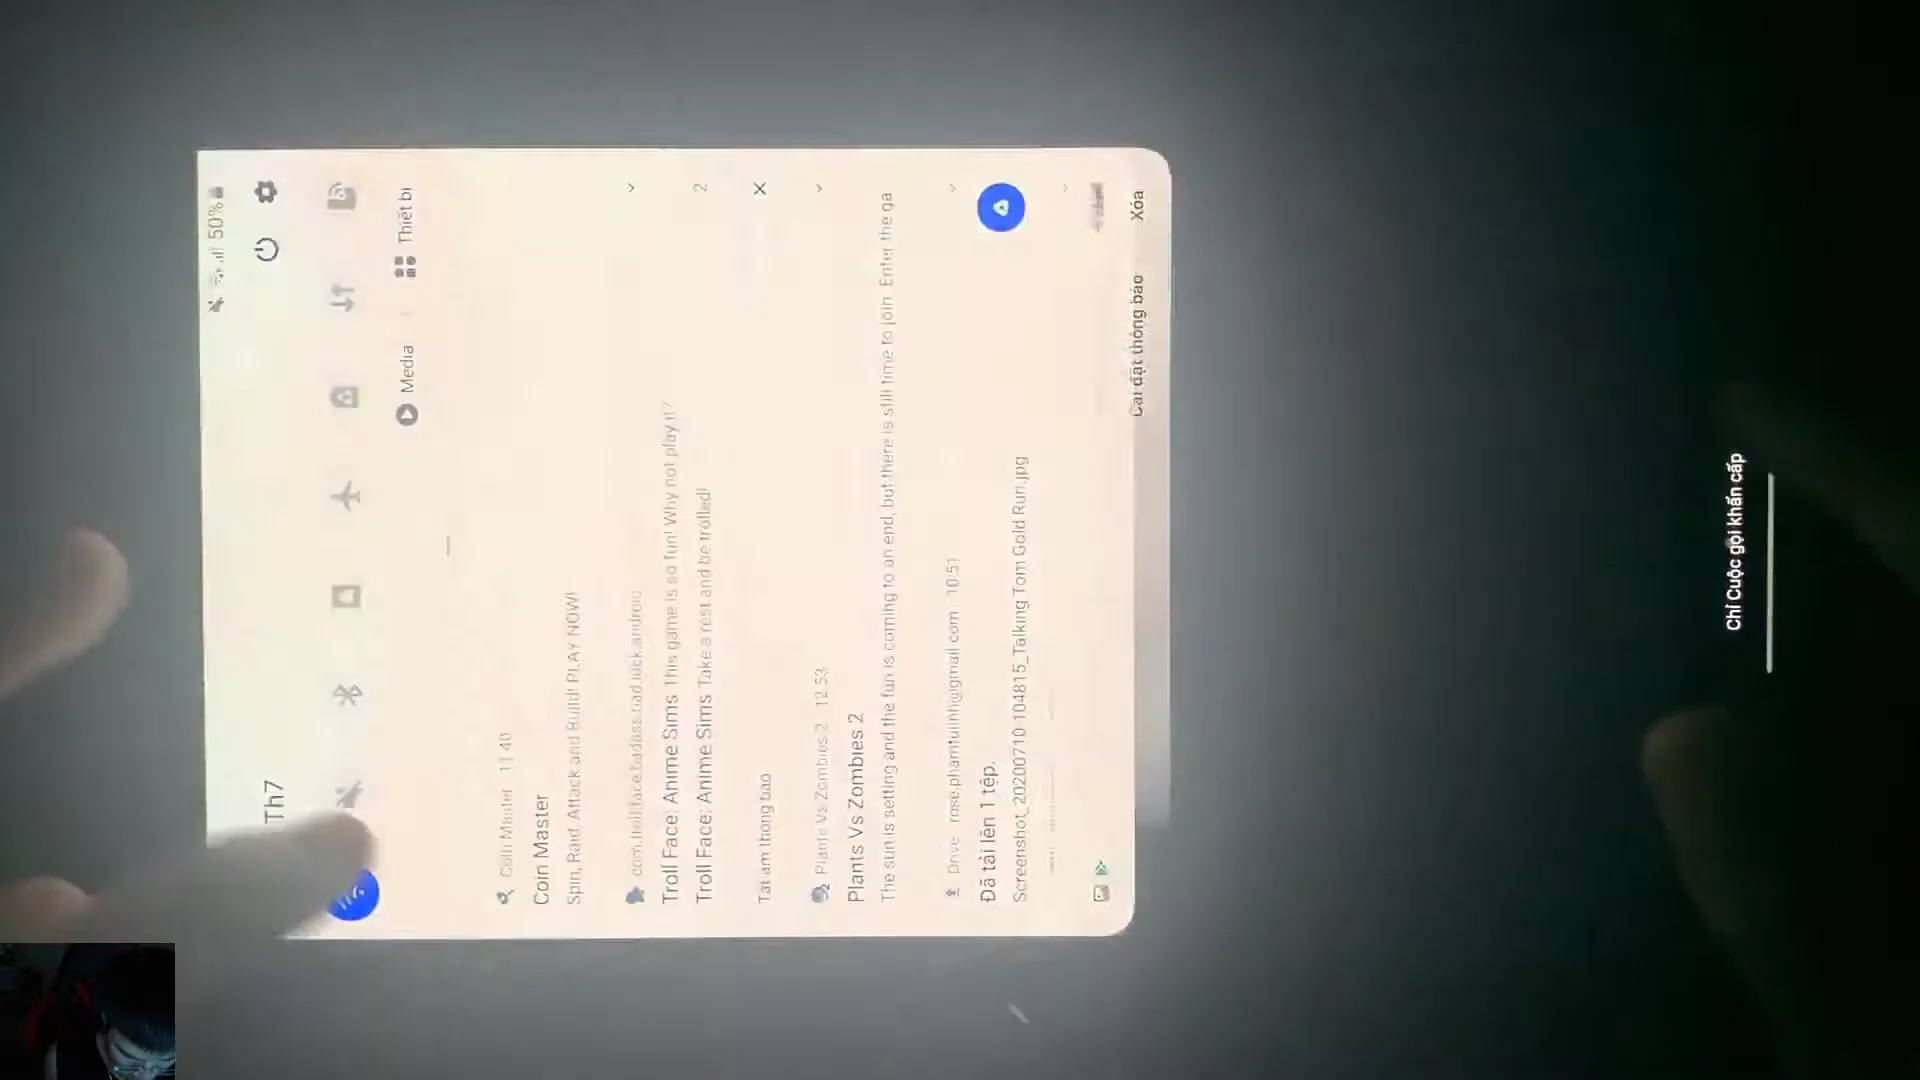 50%
Th7
Media
Thiết bị
Coin Master 11:40
Coin Master
Spin, Raid, Attack and Build! PLAY NOW!
com.trollface.badass.bad.luck.android
Troll Face: Anime Sims This game is so fun! Why not play it?
Troll Face: Anime Sims Take a rest and be trolled!
2
Tắt âm thông báo
Plants Vs Zombies 2 12:53
Plants Vs Zombies 2
The sun is setting and the fun is coming to an end, but there is still time to join Enter the ga
Drive 10:51
Đã tải lên 1 tệp.
Screenshot_20200710 104815_Talking Tom Gold Run.jpg
Cài đặt thông báo
Xóa
Chỉ Cuộc gọi khẩn cấp